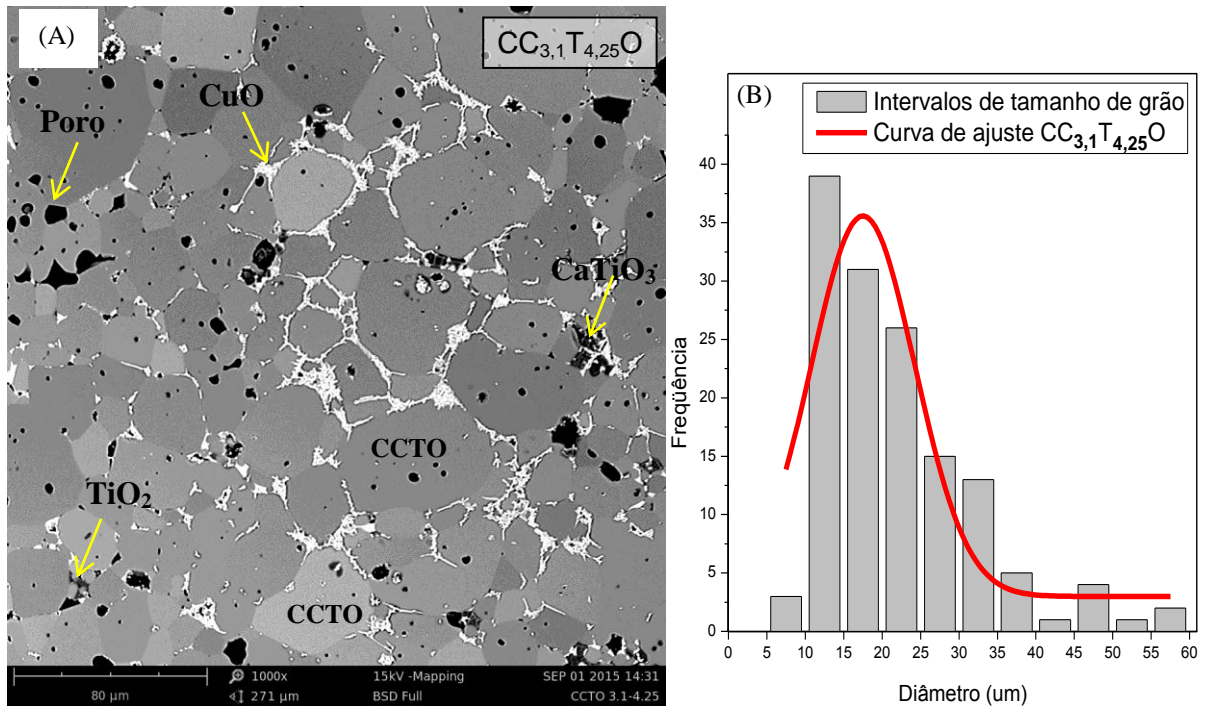 (A)
CC3,1T4,25O
CuO
Poro
CaTiO3
CCTO
TiO2
CCTO
80 µm
1000x
271 µm
15kV -Mapping
BSD Full
SEP 01 2015 14:31
CCTO 3.1-4.25
(B)
Intervalos de tamanho de grão
Curva de ajuste CC3,1T4,25O
Freqüência
40
35
30
25
20
15
10
5
0
0 5 10 15 20 25 30 35 40 45 50 55 60
Diâmetro (um)